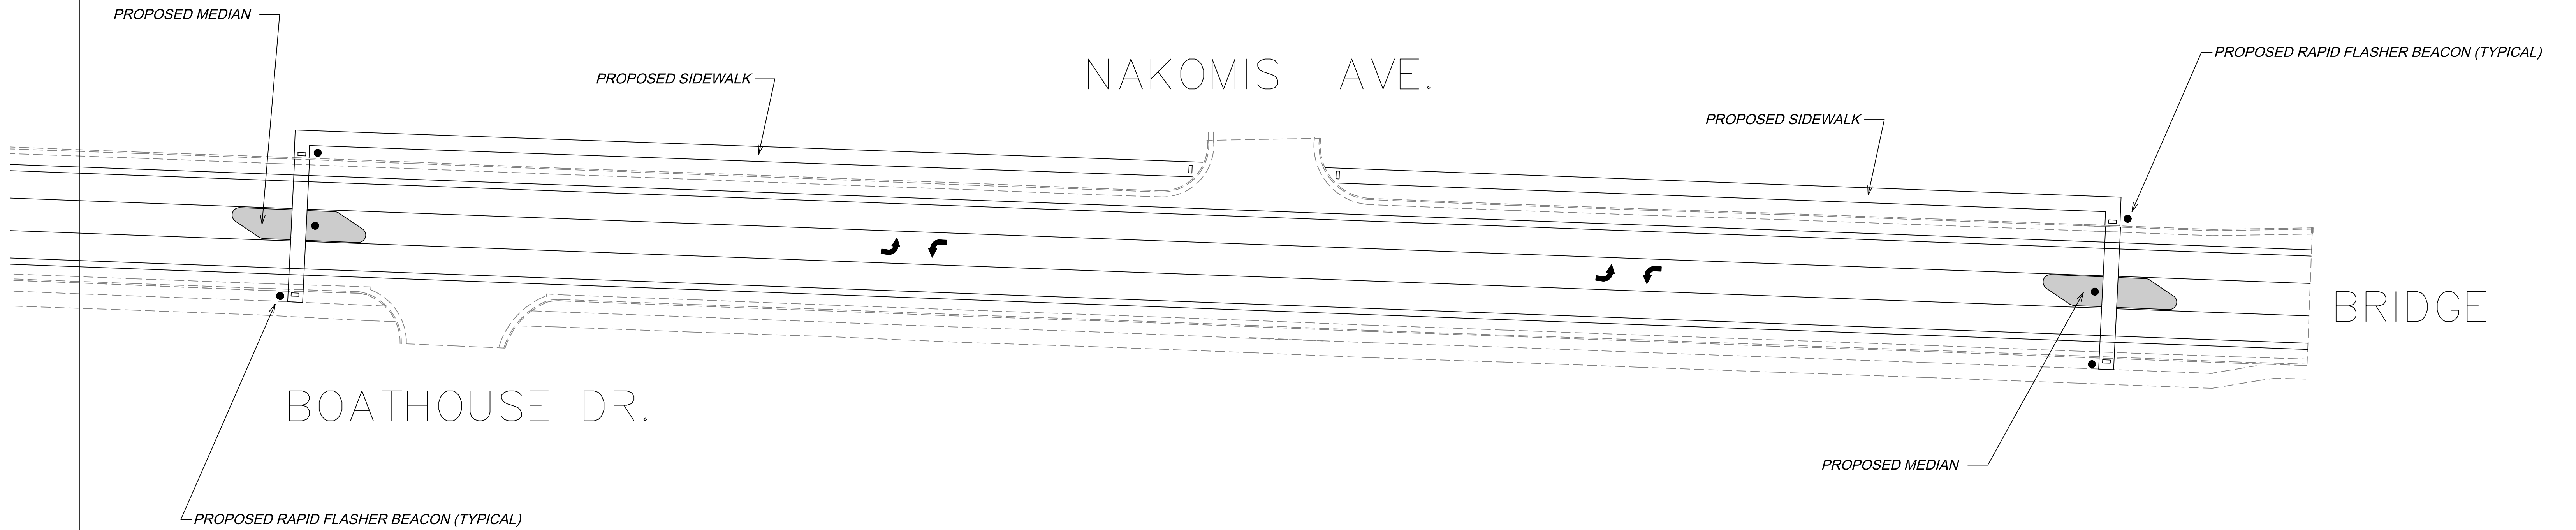 PROPOSED MEDIAN
PROPOSED RAPID FLASHER BEACON (TYPICAL)
NAKOMIS AVE.
PROPOSED SIDEWALK
PROPOSED SIDEWALK
BRIDGE
BOATHOUSE DR.
PROPOSED MEDIAN
PROPOSED RAPID FLASHER BEACON (TYPICAL)